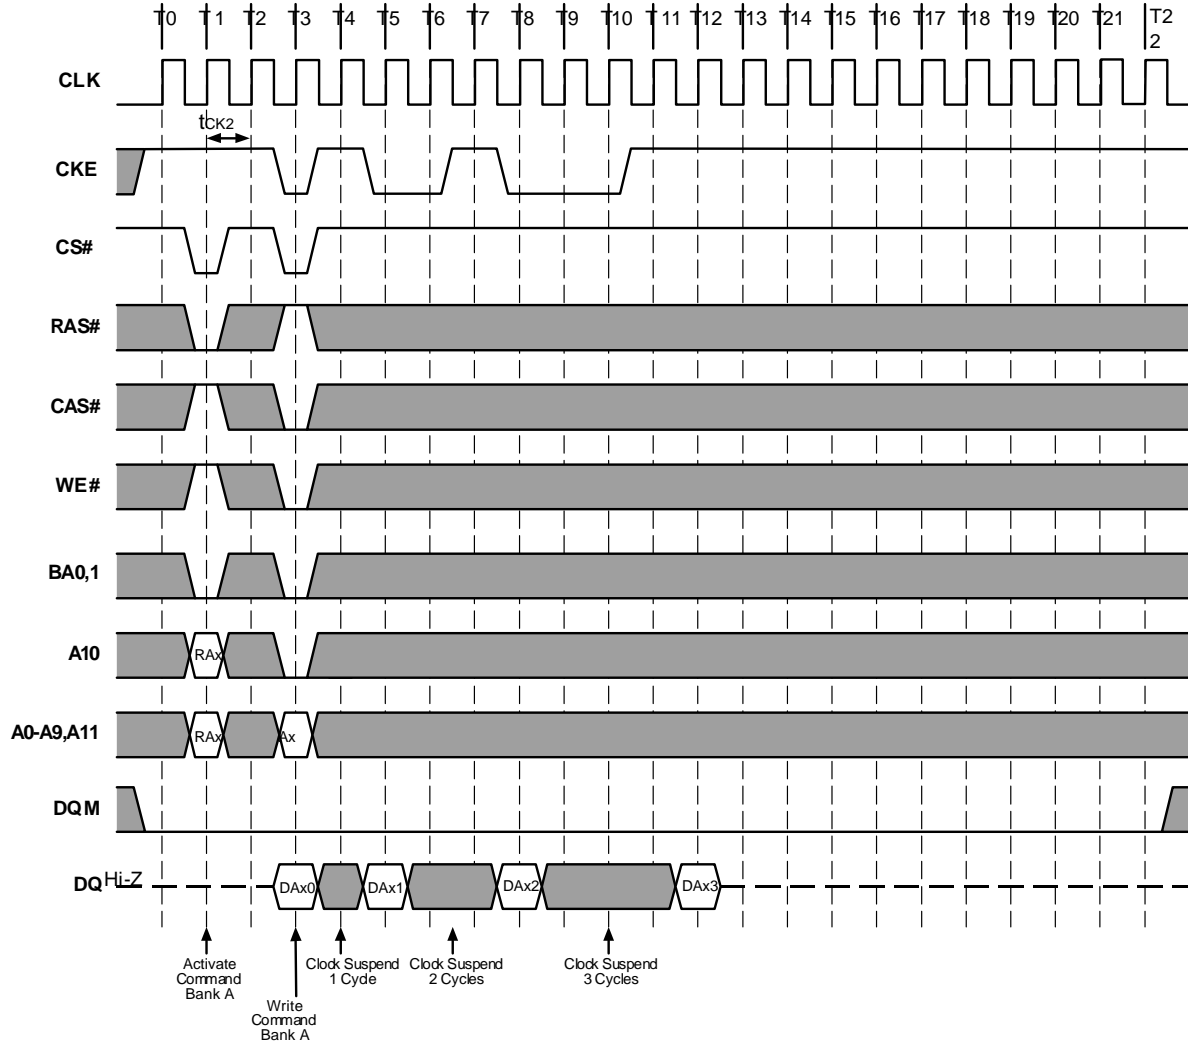 T0 T1 T2 T3 T4 T5 T6 T7 T8 T9 T10 T11 T12 T13 T14 T15 T16 T17 T18 T19 T20 T21 T2
2
CLK
tCK2
CKE
CS#
RAS#
CAS#
WE#
BA0,1
A10
RAx
A0-A9,A11
RAx Ax
DQM
DQ Hi-Z DAx0 DAx1 DAx2 DAx3
Activate
Command
Bank A
Write
Command
Bank A
Clock Suspend
1 Cycle
Clock Suspend
2 Cycles
Clock Suspend
3 Cycles